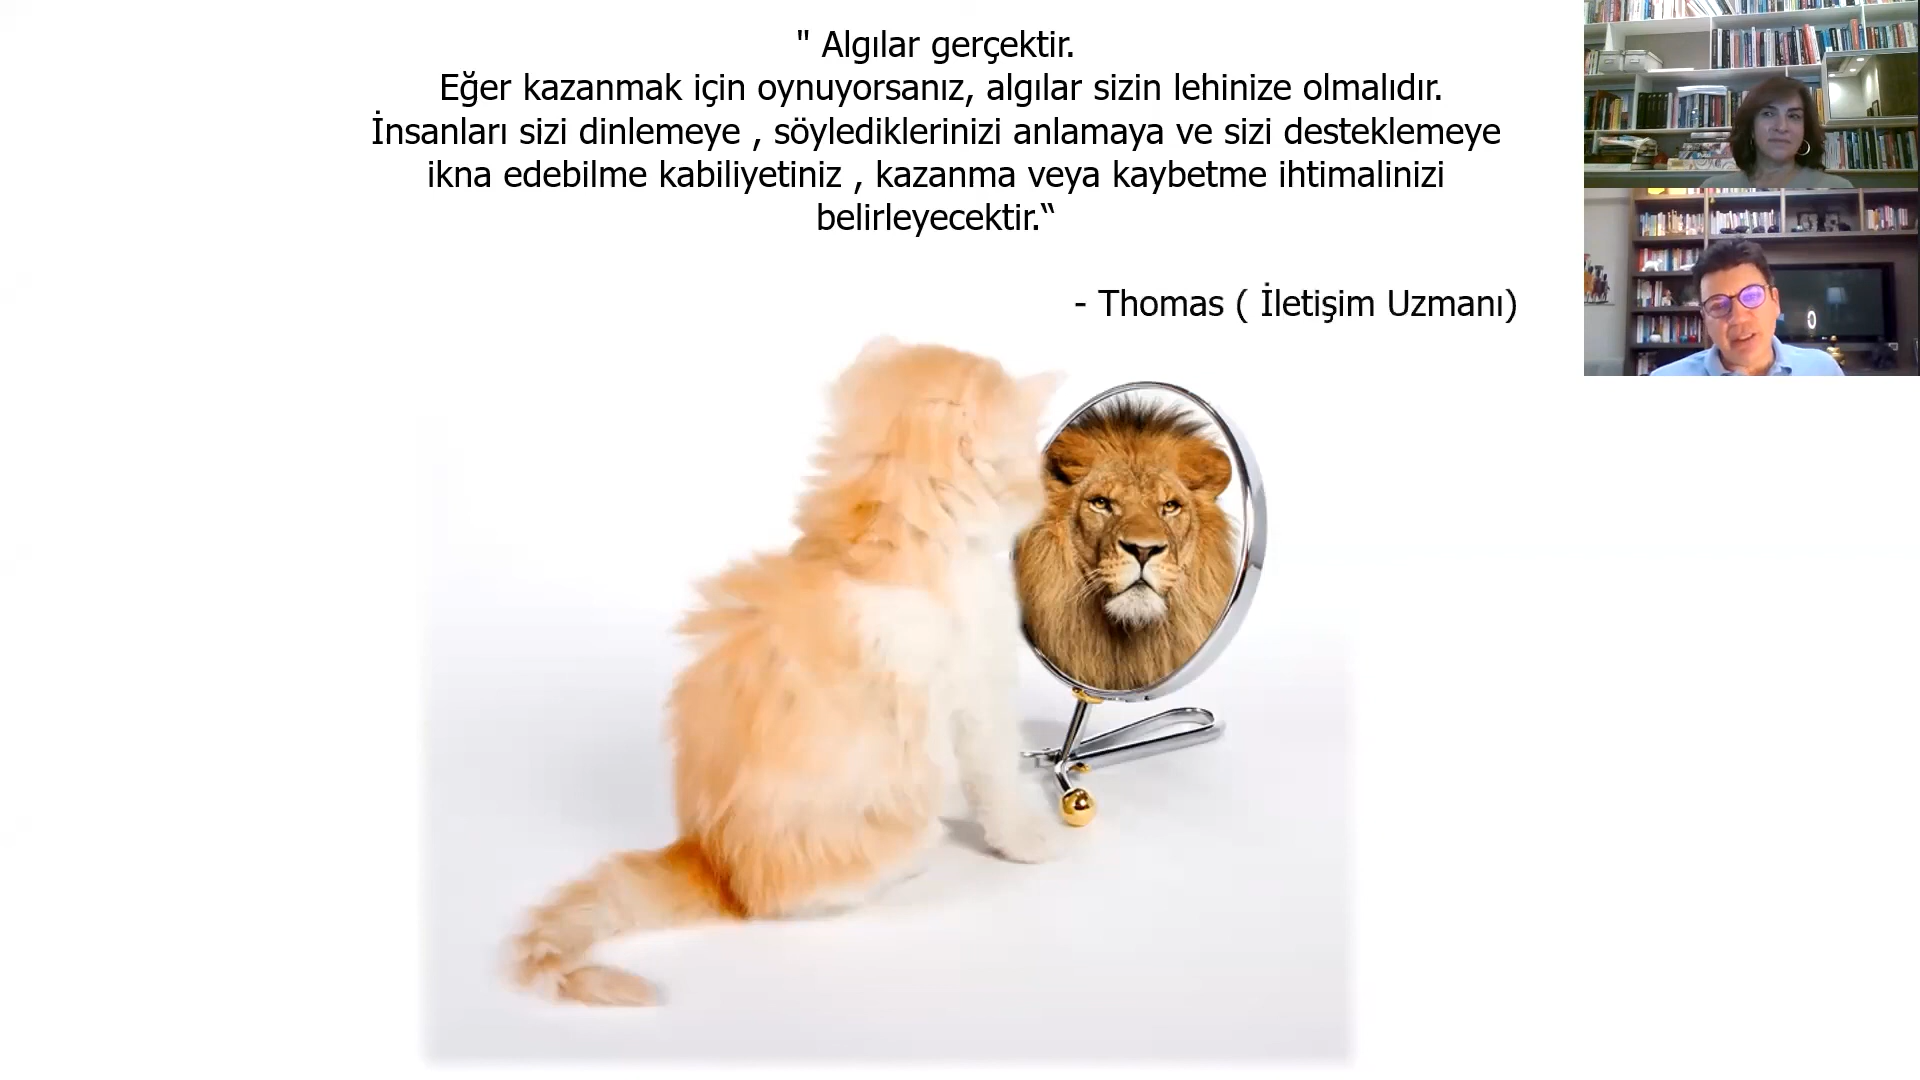 " Algılar gerçektir.
Eğer kazanmak için oynuyorsanız, algılar sizin lehinize olmalıdır.
İnsanları sizi dinlemeye , söylediklerinizi anlamaya ve sizi desteklemeye
ikna edebilme kabiliyetiniz , kazanma veya kaybetme ihtimalinizi
belirleyecektir.“
- Thomas ( İletişim Uzmanı)